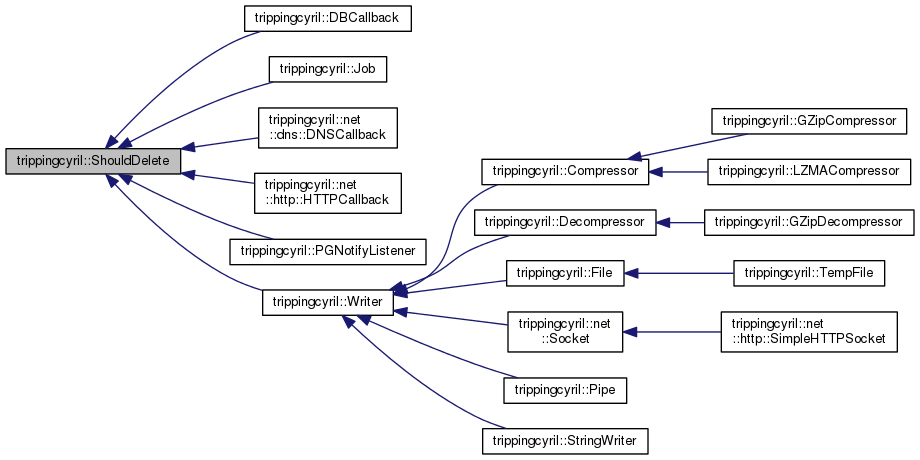 trippingcyril::DBCallback
trippingcyril::Job
trippingcyril::net
::dns::DNSCallback
trippingcyril::ShouldDelete
trippingcyril::net
::http::HTTPCallback
trippingcyril::PGNotifyListener
trippingcyril::Writer
trippingcyril::Compressor
trippingcyril::Decompressor
trippingcyril::File
trippingcyril::net
::Socket
trippingcyril::Pipe
trippingcyril::StringWriter
trippingcyril::GZipCompressor
trippingcyril::LZMACompressor
trippingcyril::GZipDecompressor
trippingcyril::TempFile
trippingcyril::net
::http::SimpleHTTPSocket